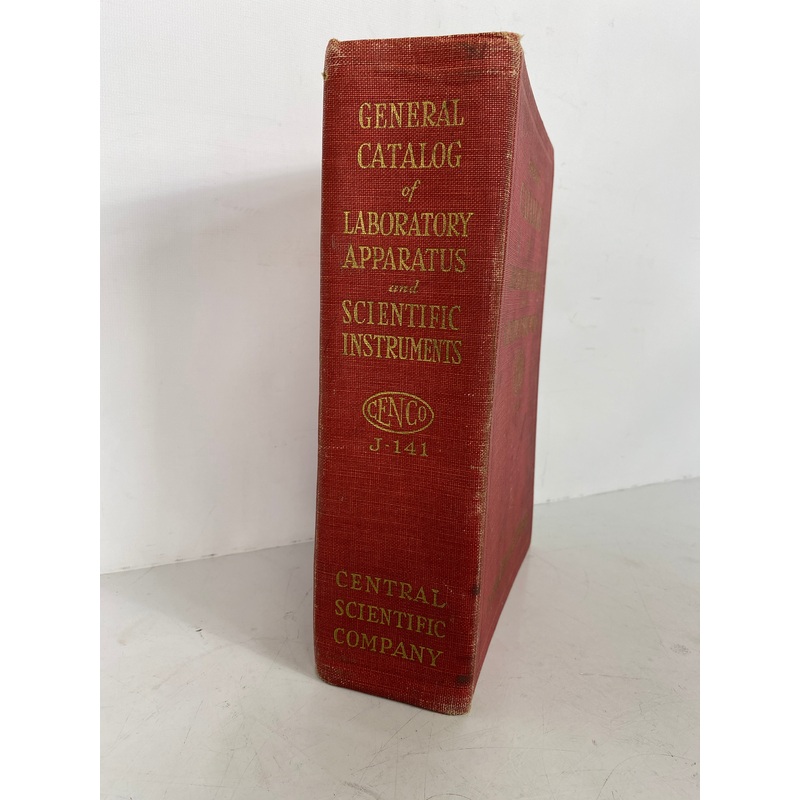 GENERAL
CATALOG
of
LABORATORY
APPARATUS
and
SCIENTIFIC
INSTRUMENTS
CENCO
J-141
CENTRAL
SCIENTIFIC
COMPANY